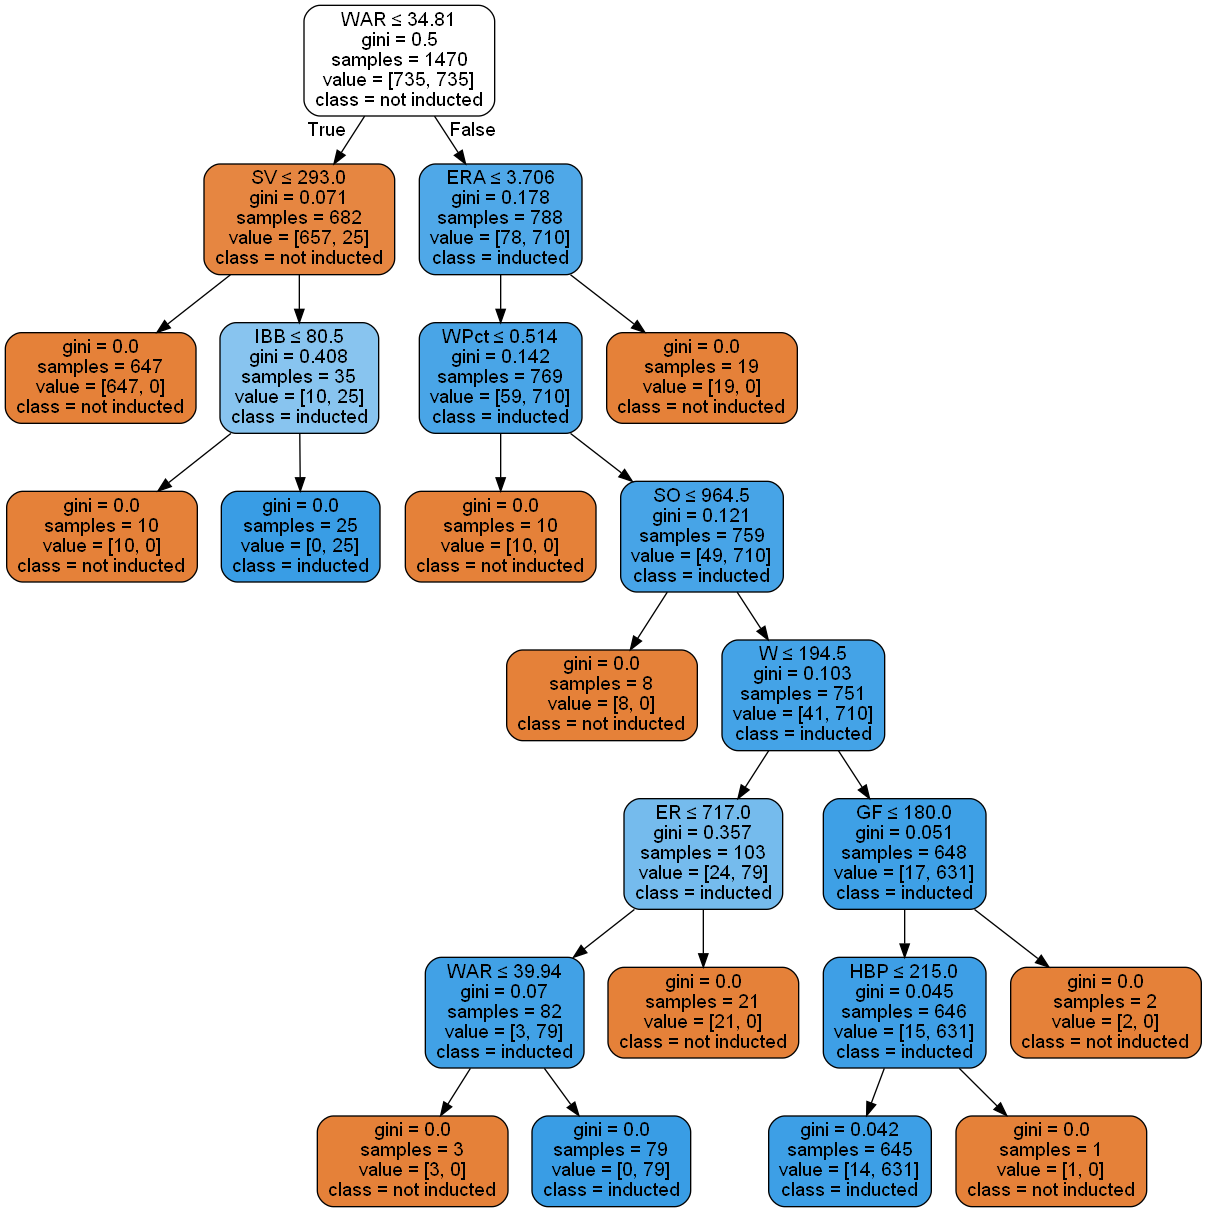 WAR ≤ 34.81
gini = 0.5
samples = 1470
value = [735, 735]
class = not inducted
True
False
SV ≤ 293.0
gini = 0.071
samples = 682
value = [657, 25]
class = not inducted
ERA ≤ 3.706
gini = 0.178
samples = 788
value = [78, 710]
class = inducted
gini = 0.0
samples = 647
value = [647, 0]
class = not inducted
IBB ≤ 80.5
gini = 0.408
samples = 35
value = [10, 25]
class = inducted
WPct ≤ 0.514
gini = 0.142
samples = 769
value = [59, 710]
class = inducted
gini = 0.0
samples = 19
value = [19, 0]
class = not inducted
gini = 0.0
samples = 10
value = [10, 0]
class = not inducted
gini = 0.0
samples = 25
value = [0, 25]
class = inducted
gini = 0.0
samples = 10
value = [10, 0]
class = not inducted
SO ≤ 964.5
gini = 0.121
samples = 759
value = [49, 710]
class = inducted
gini = 0.0
samples = 8
value = [8, 0]
class = not inducted
W ≤ 194.5
gini = 0.103
samples = 751
value = [41, 710]
class = inducted
ER ≤ 717.0
gini = 0.357
samples = 103
value = [24, 79]
class = inducted
GF ≤ 180.0
gini = 0.051
samples = 648
value = [17, 631]
class = inducted
WAR ≤ 39.94
gini = 0.07
samples = 82
value = [3, 79]
class = inducted
gini = 0.0
samples = 21
value = [21, 0]
class = not inducted
HBP ≤ 215.0
gini = 0.045
samples = 646
value = [15, 631]
class = inducted
gini = 0.0
samples = 2
value = [2, 0]
class = not inducted
gini = 0.0
samples = 3
value = [3, 0]
class = not inducted
gini = 0.0
samples = 79
value = [0, 79]
class = inducted
gini = 0.042
samples = 645
value = [14, 631]
class = inducted
gini = 0.0
samples = 1
value = [1, 0]
class = not inducted